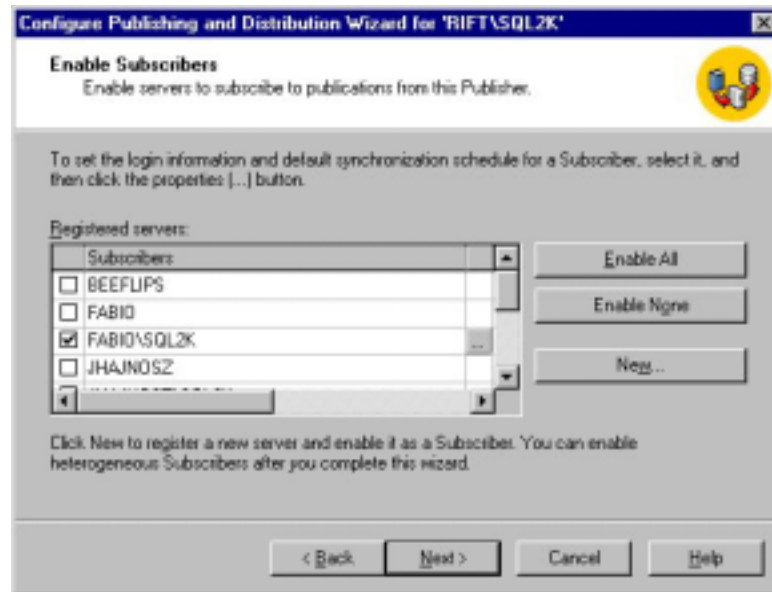 Configure Publishing and Distribution Wizard for 'RIFT\SQL2K'
Enable Subscribers
Enable servers to subscribe to publications from this Publisher.
To set the login information and default synchronization schedule for a Subscriber, select it, and
then click the properties (...) button.
Registered servers:
Subscribers
BEEFLIPS
FABIO
FABIO\SQL2K
...
JHAJNOSZ
Enable All
Enable None
New...
Click New to register a new server and enable it as a Subscriber. You can enable
heterogeneous Subscribers after you complete this wizard.
< Back
Next >
Cancel
Help